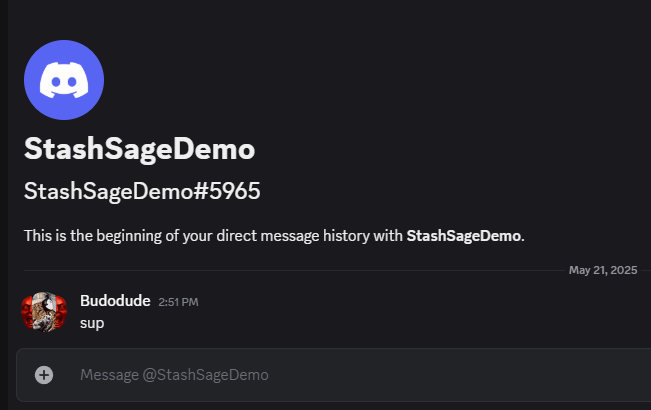 StashSageDemo
StashSageDemo#5965
This is the beginning of your direct message history with StashSageDemo.
May 21, 2025
Budodude 2:51 PM
sup
Message @StashSageDemo